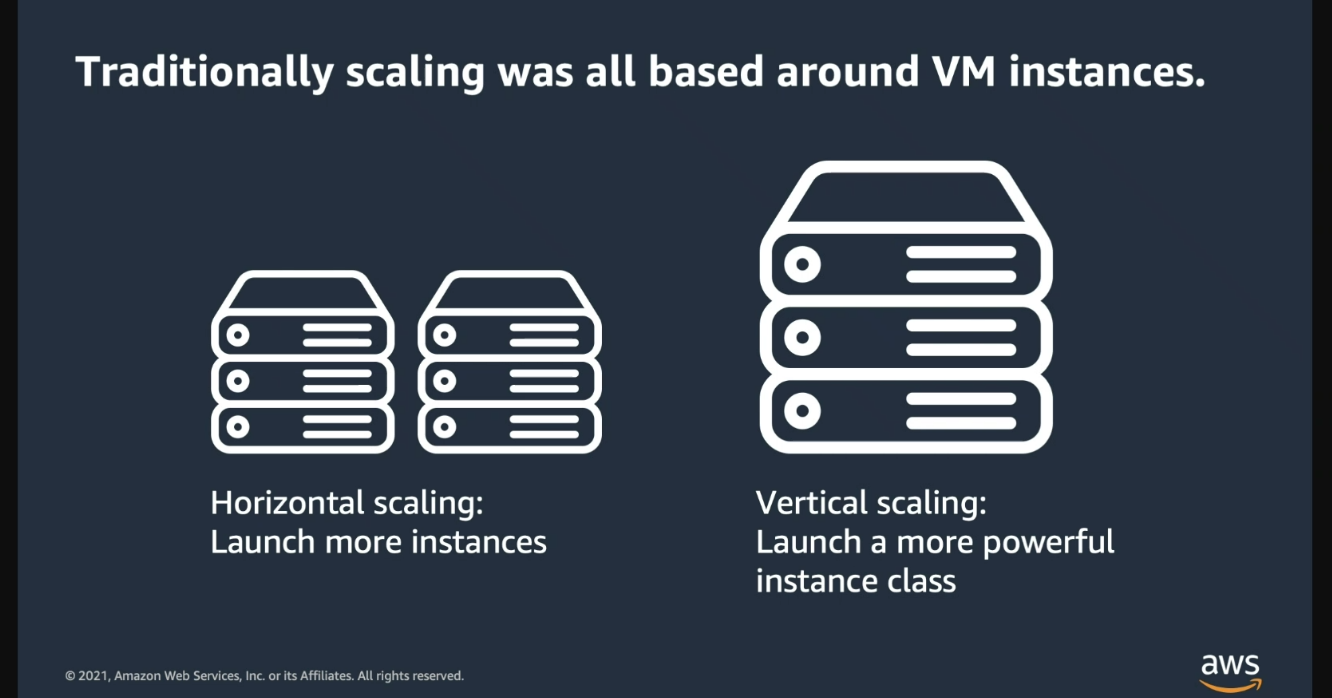 Traditionally scaling was all based around VM instances.
Horizontal scaling:
Launch more instances
Vertical scaling:
Launch a more powerful
instance class
© 2021, Amazon Web Services, Inc. or its Affiliates. All rights reserved.
aws